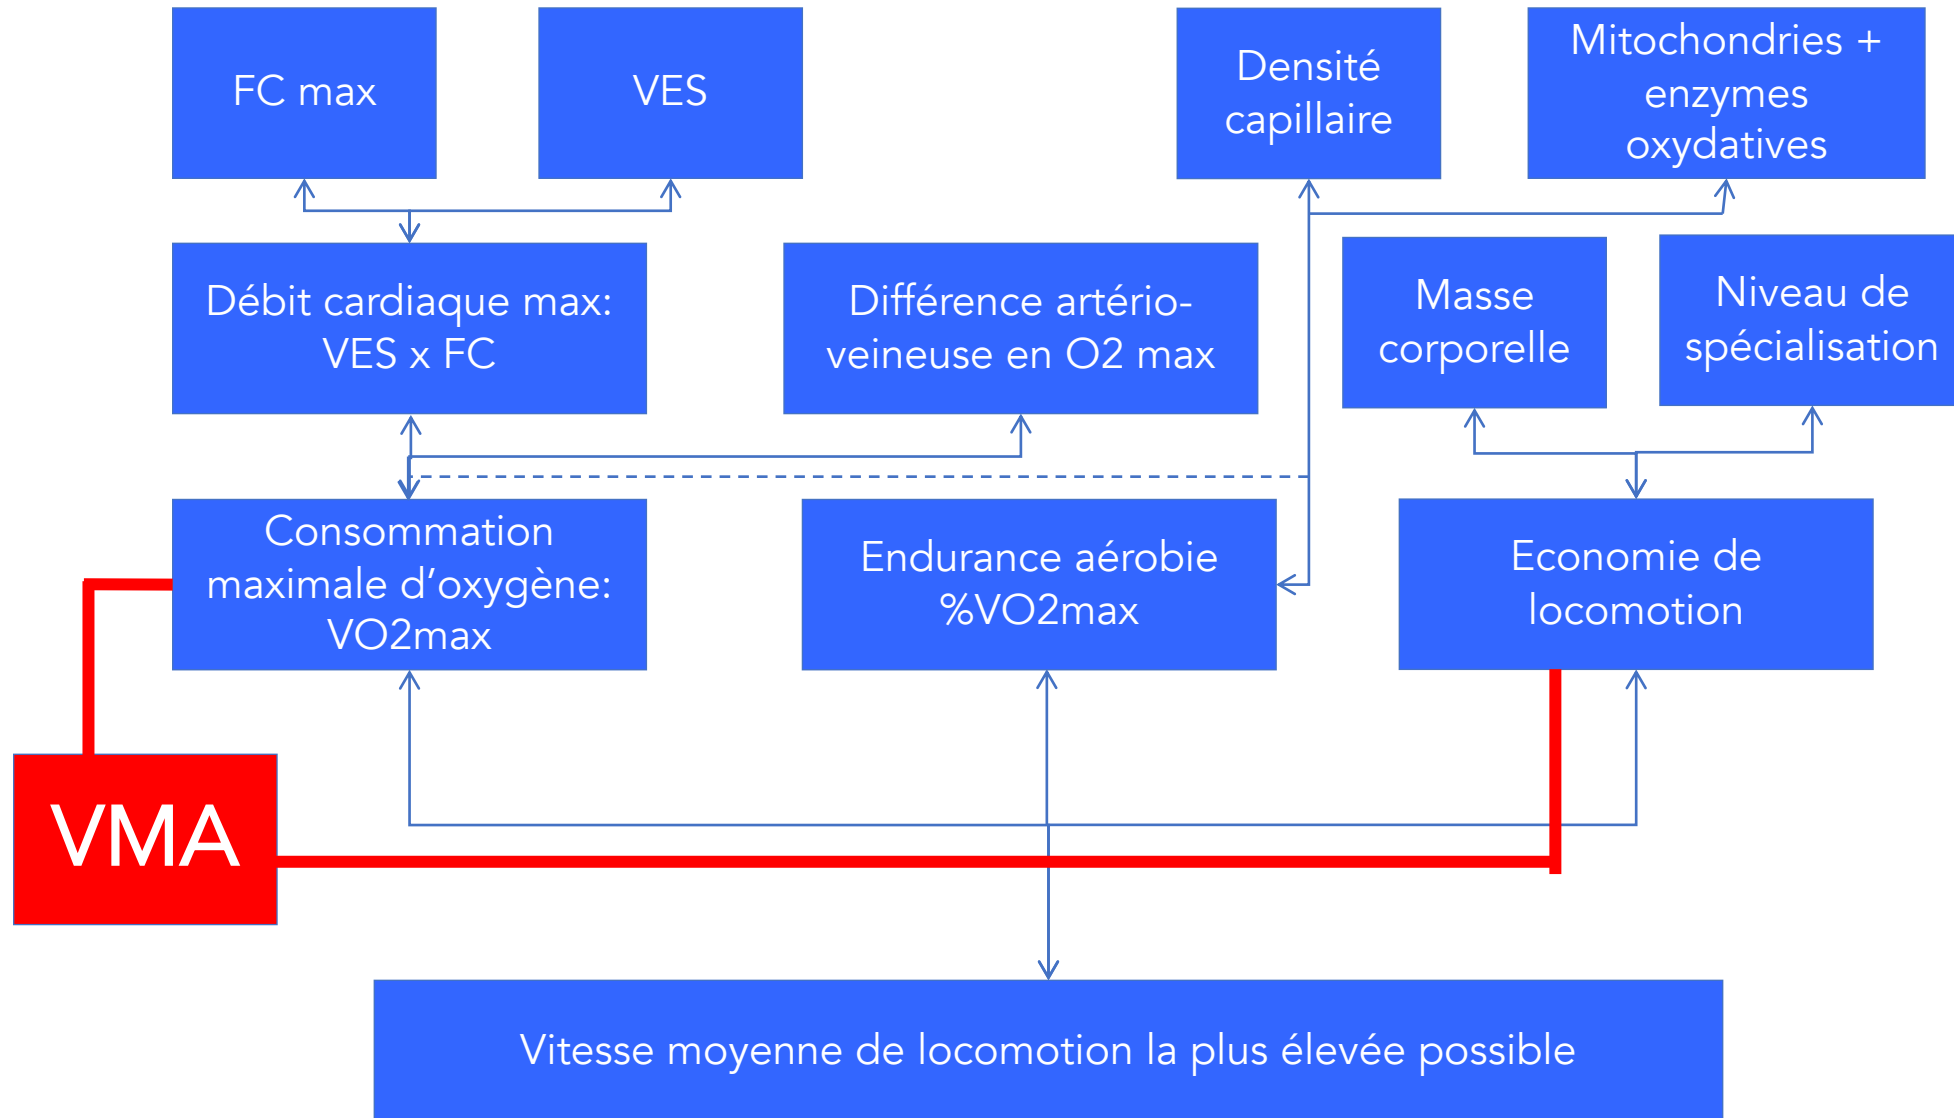 FC max
VES
Densité
capillaire
Mitochondries +
enzymes
oxydatives
Débit cardiaque max:
VES x FC
Différence artério-
veineuse en O2 max
Masse
corporelle
Niveau de
spécialisation
Consommation
maximale d’oxygène:
VO2max
Endurance aérobie
%VO2max
Economie de
locomotion
VMA
Vitesse moyenne de locomotion la plus élevée possible